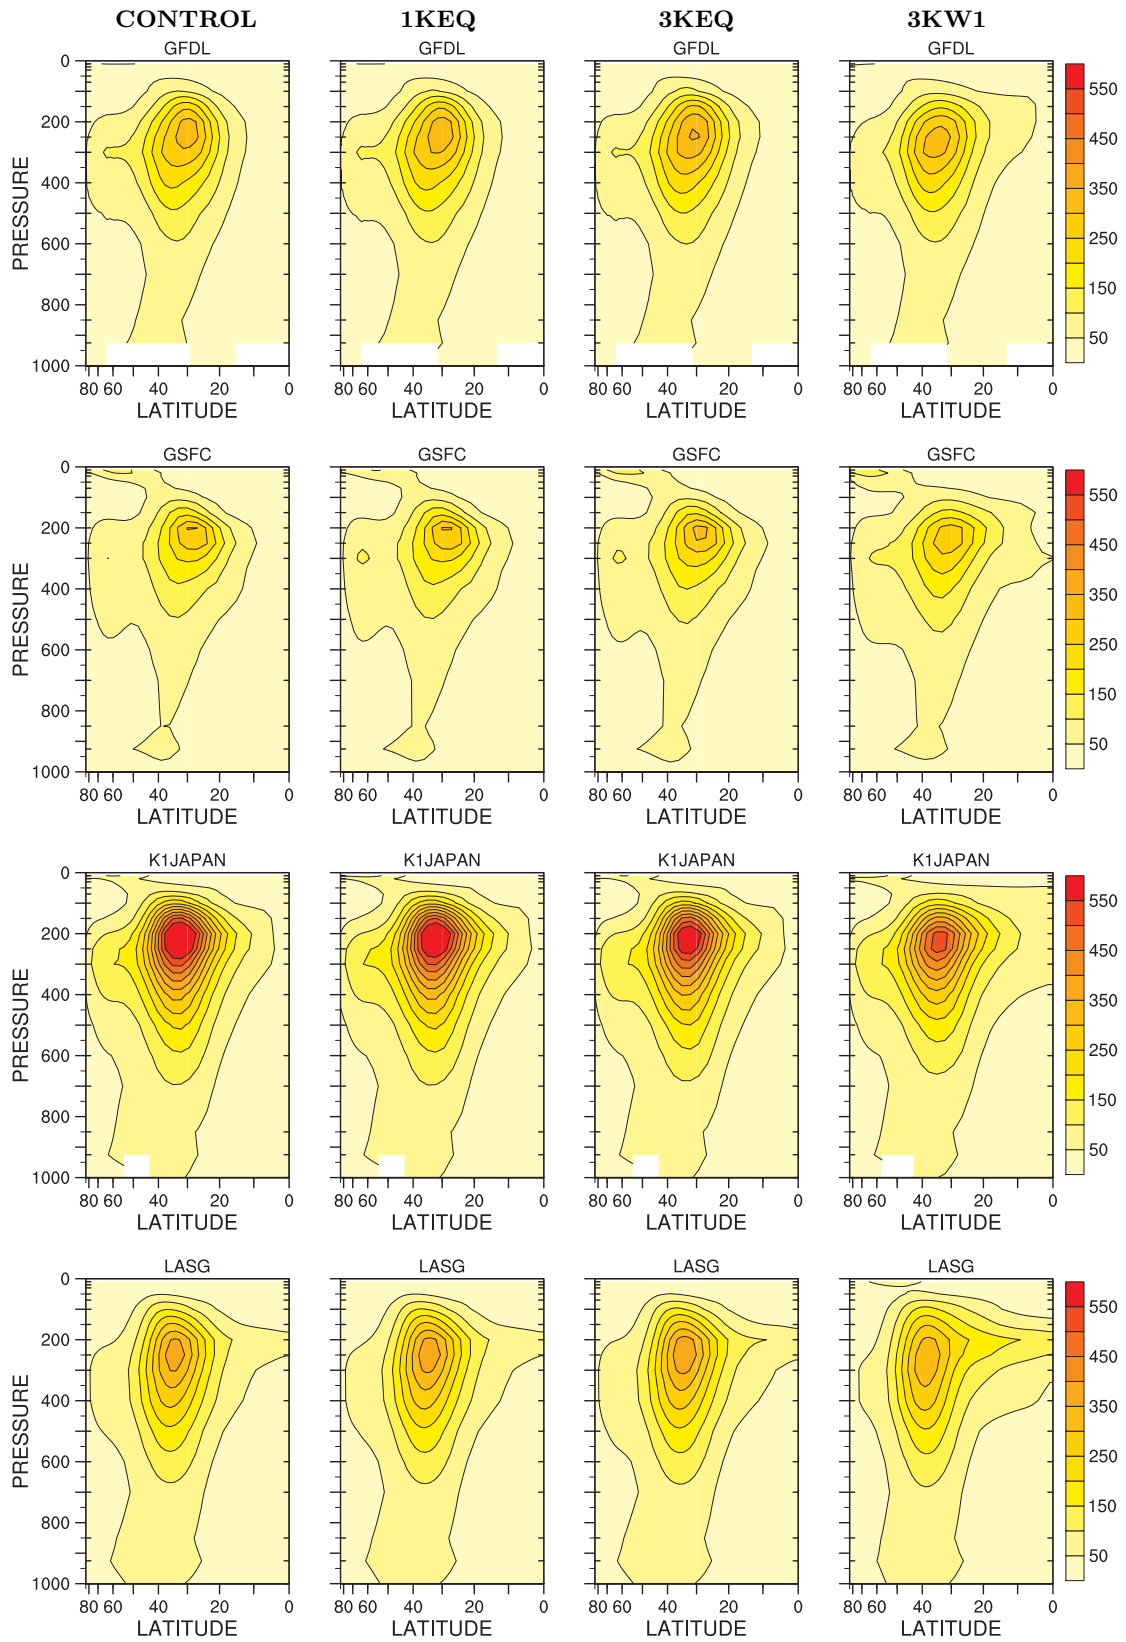 CONTROL 1KEQ 3KEQ 3KW1
GFDL GFDL GFDL GFDL
0
200
400
600
800
1000
PRESSURE
550
450
350
250
150
50
80 60 40 20 0 80 60 40 20 0 80 60 40 20 0 80 60 40 20 0
LATITUDE LATITUDE LATITUDE LATITUDE
GSFC GSFC GSFC GSFC
0
200
400
600
800
1000
PRESSURE
550
450
350
250
150
50
80 60 40 20 0 80 60 40 20 0 80 60 40 20 0 80 60 40 20 0
LATITUDE LATITUDE LATITUDE LATITUDE
K1JAPAN K1JAPAN K1JAPAN K1JAPAN
0
200
400
600
800
1000
PRESSURE
550
450
350
250
150
50
80 60 40 20 0 80 60 40 20 0 80 60 40 20 0 80 60 40 20 0
LATITUDE LATITUDE LATITUDE LATITUDE
LASG LASG LASG LASG
0
200
400
600
800
1000
PRESSURE
550
450
350
250
150
50
80 60 40 20 0 80 60 40 20 0 80 60 40 20 0 80 60 40 20 0
LATITUDE LATITUDE LATITUDE LATITUDE